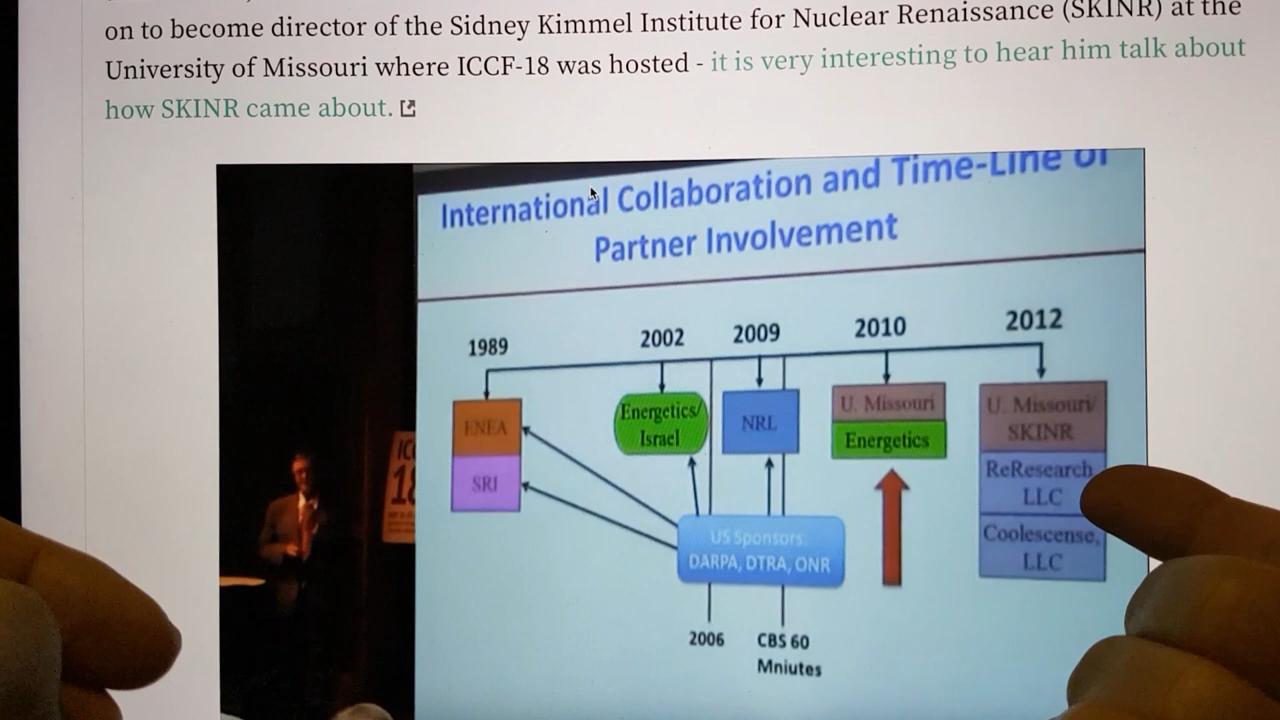 on to become director of the Sidney Kimmel Institute for Nuclear Renaissance (SKINR) at the
University of Missouri where ICCF-18 was hosted - it is very interesting to hear him talk about
how SKINR came about.
International Collaboration and Time-Line of
Partner Involvement
1989
2002
2009
2010
2012
ENEA
SRI
Energetics/
Israel
NRL
U. Missouri
Energetics
U. Missouri/
SKINR
ReResearch
LLC
Coolescense,
LLC
US Sponsors:
DARPA, DTRA, ONR
2006
CBS 60
Mniutes
IC
18